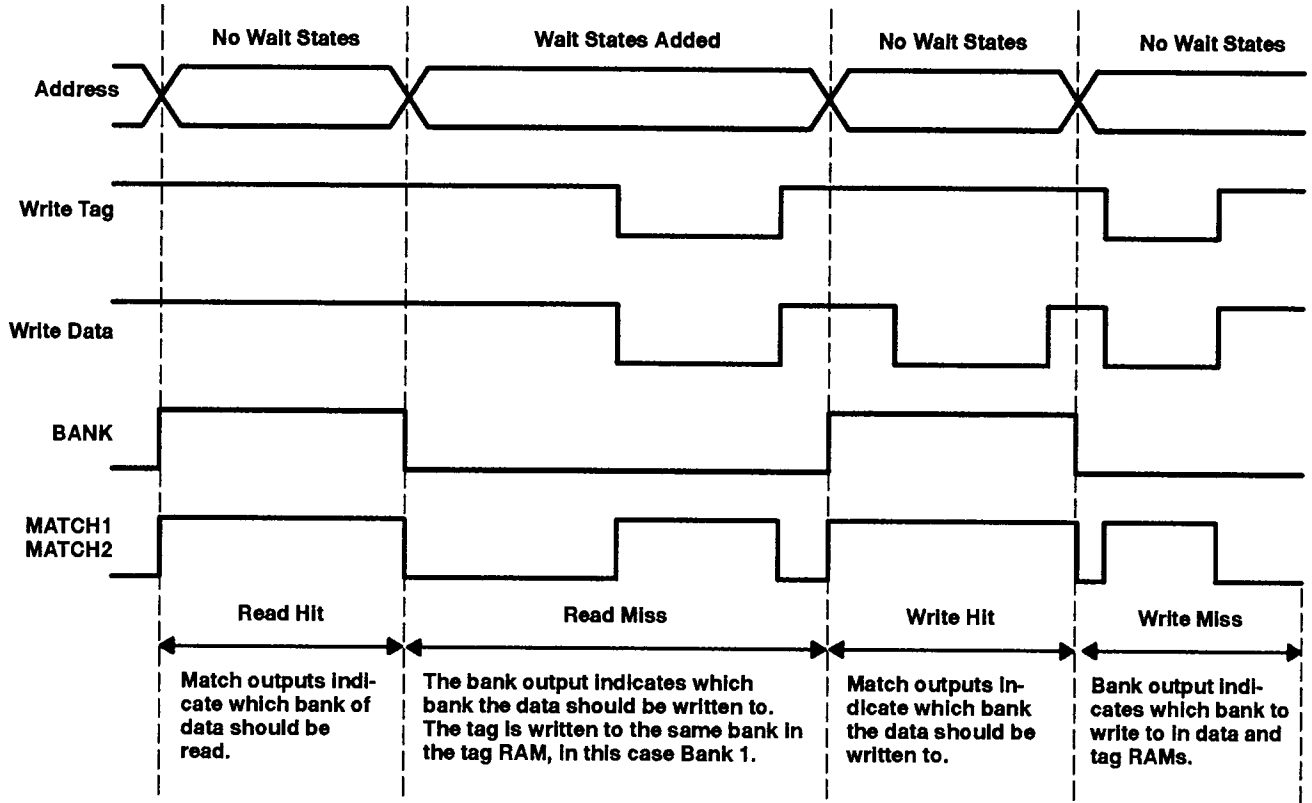 No Wait States
Wait States Added
No Wait States
No Wait States
Address
Write Tag
Write Data
BANK
MATCH1
MATCH2
Read Hit
Read Miss
Write Hit
Write Miss
Match outputs indi-
cate which bank of
data should be
read.
The bank output indicates which
bank the data should be written to.
The tag is written to the same bank in
the tag RAM, in this case Bank 1.
Match outputs in-
dicate which bank
the data should be
written to.
Bank output indi-
cates which bank to
write to in data and
tag RAMs.